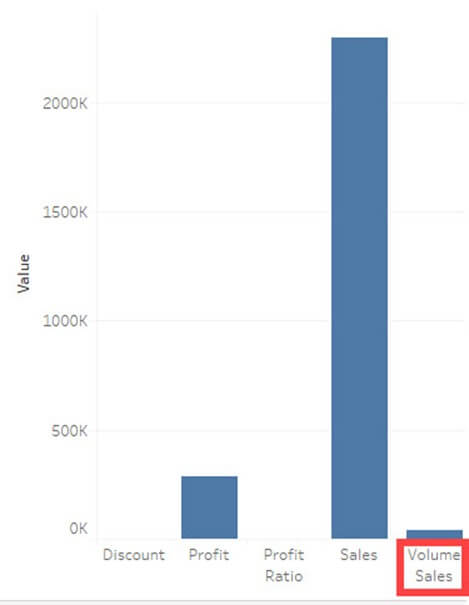 2000K
1500K
1000K
500K
0K
Value
Discount
Profit
Profit
Ratio
Sales
Volume
Sales